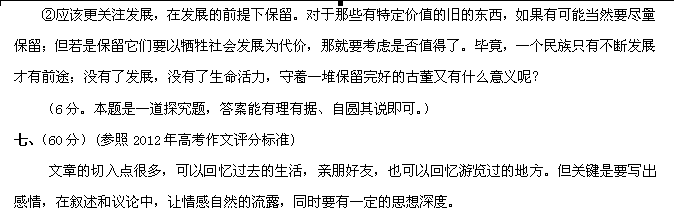 ②应该更关注发展，在发展的前提下保留。对于那些有特定价值的旧的东西，如果有可能当然要尽量
保留；但若是保留它们要以牺牲社会发展为代价，那就要考虑是否值得了。毕竟，一个民族只有不断发展
才有前途；没有了发展，没有了生命活力，守着一堆保留完好的古董又有什么意义呢？
（6分。本题是一道探究题，答案能有理有据、自圆其说即可。）
七、（60分）（参照2012年高考作文评分标准）
文章的切入点很多，可以回忆过去的生活，亲朋好友，也可以回忆游览过的地方。但关键是要写出
感情，在叙述和议论中，让情感自然的流露，同时要有一定的思想深度。